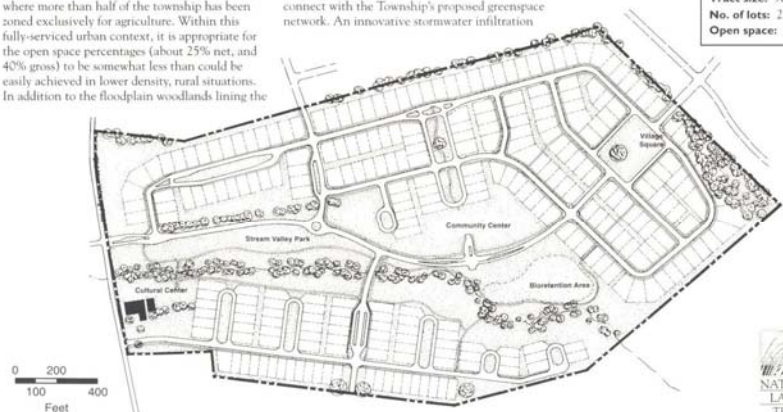 where more than half of the township has been
zoned exclusively for agriculture. Within this
fully-serviced urban context, it is appropriate for
the open space percentages (about 25% net, and
40% gross) to be somewhat less than could be
easily achieved in lower density, rural situations.
In addition to the floodplain woodlands lining the
connect with the Township's proposed greenspace
network. An innovative stormwater infiltration
No. of lots: 2
Open space:
Village
Square
Community Center
Stream Valley Park
Bioretention Area
Cultural Center
0 200
100 400
Feet
NAT